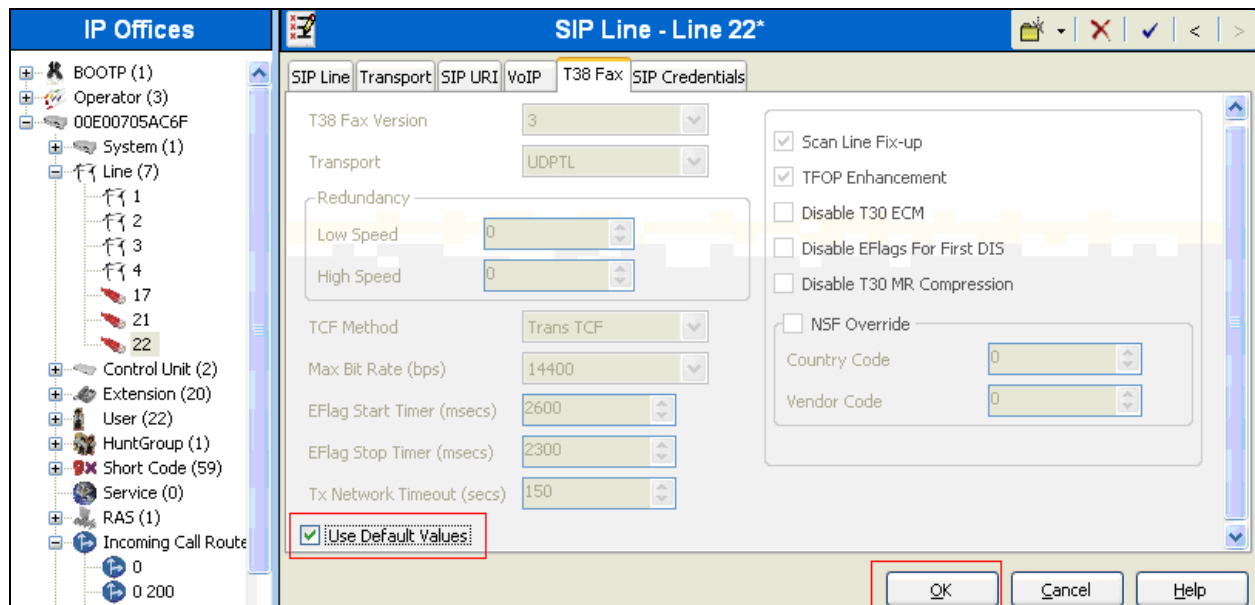 IP Offices
BOOTP (1)
Operator (3)
00E00705AC6F
System (1)
Line (7)
1
2
3
4
17
21
22
Control Unit (2)
Extension (20)
User (22)
HuntGroup (1)
Short Code (59)
Service (0)
RAS (1)
Incoming Call Route
0
0 200
SIP Line - Line 22*
SIP Line Transport SIP URI VoIP T38 Fax SIP Credentials
T38 Fax Version 3
Transport UDPTL
Redundancy
Low Speed 0
High Speed 0
TCF Method Trans TCF
Max Bit Rate (bps) 14400
EFlag Start Timer (msecs) 2600
EFlag Stop Timer (msecs) 2300
Tx Network Timeout (secs) 150
Use Default Values
Scan Line Fix-up
TFOP Enhancement
Disable T30 ECM
Disable EFlags For First DIS
Disable T30 MR Compression
NSF Override
Country Code 0
Vendor Code 0
OK Cancel Help